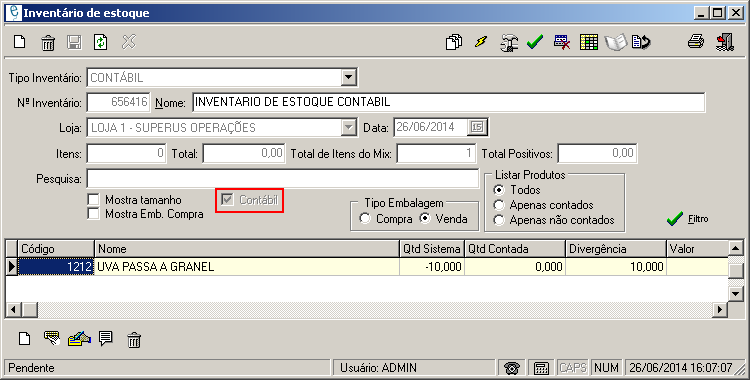 Inventário de estoque
Tipo Inventário: CONTÁBIL
Nº Inventário: 656416 Nome: INVENTARIO DE ESTOQUE CONTABIL
Loja: LOJA 1 - SUPERUS OPERAÇÕES Data: 26/06/2014 15
Itens: 0 Total: 0,00 Total de Itens do Mix: 1 Total Positivos: 0,00
Pesquisa:
Mostra tamanho
Mostra Emb. Compra
Contábil
Tipo Embalagem
Compra Venda
Listar Produtos
Todos
Apenas contados
Apenas não contados
Filtro
Código Nome Qtd Sistema Qtd Contada Divergência Valor
1212 UVA PASSA A GRANEL -10,000 0,000 10,000
Pendente Usuário: ADMIN CAPS NUM 26/06/2014 16:07:07